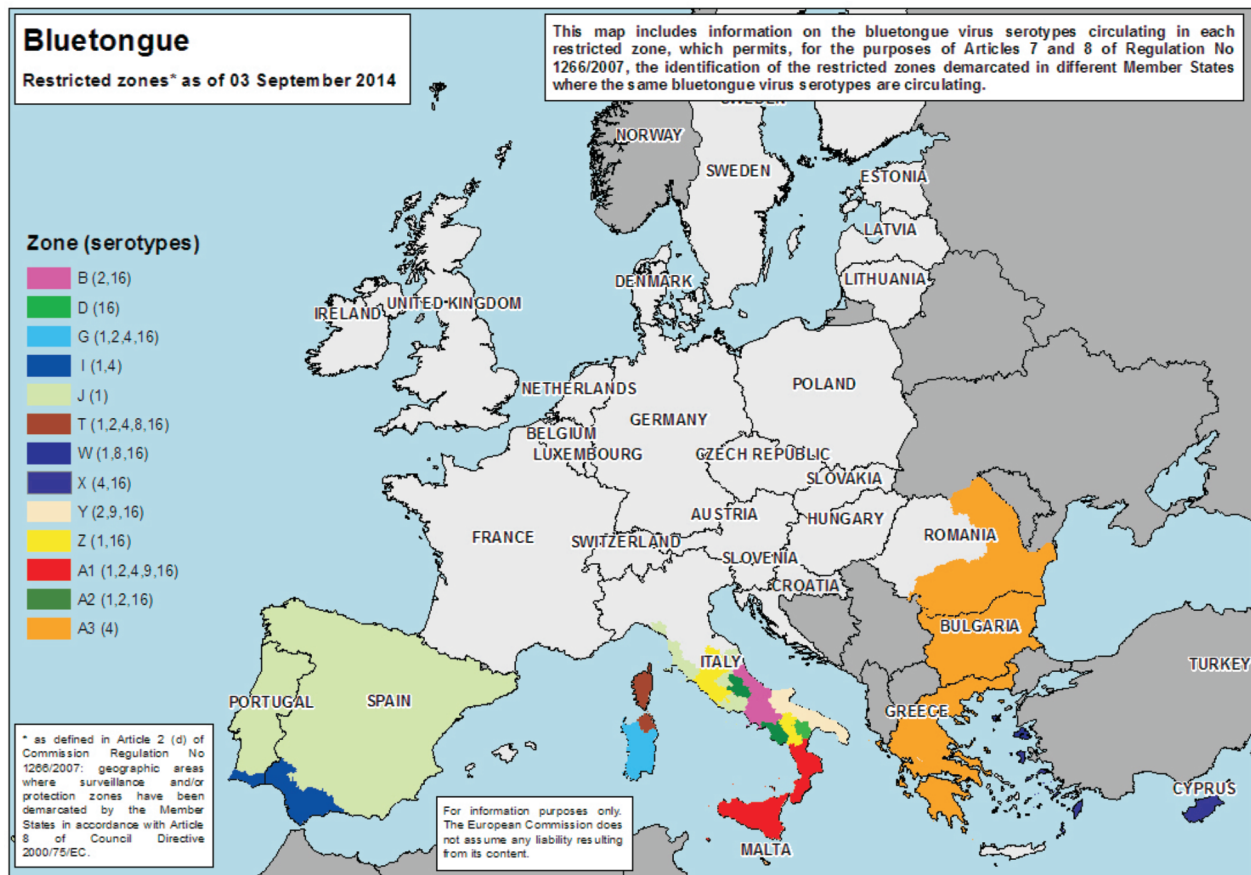 Bluetongue
Restricted zones* as of 03 September 2014
This map includes information on the bluetongue virus serotypes circulating in each
restricted zone, which permits, for the purposes of Articles 7 and 8 of Regulation No
1266/2007, the identification of the restricted zones demarcated in different Member States
where the same bluetongue virus serotypes are circulating.
SWEDEN
NORWAY
SWEDEN
ESTONIA
LATVIA
LITHUANIA
DENMARK
UNITED KINGDOM
IRELAND
Zone (serotypes)
B (2,16)
D (16)
G (1,2,4,16)
I (1,4)
J (1)
T (1,2,4,8,16)
W (1,8,16)
X (4,16)
Y (2,9,16)
Z (1,16)
A1 (1,2,4,9,16)
A2 (1,2,16)
A3 (4)
NETHERLANDS
POLAND
GERMANY
BELGIUM
LUXEMBOURG
CZECH REPUBLIC
SLOVAKIA
AUSTRIA
HUNGARY
FRANCE
SWITZERLAND
ROMANIA
SLOVENIA
CROATIA
BULGARIA
ITALY
TURKEY
PORTUGAL
SPAIN
GREECE
CYPRUS
MALTA
* as defined in Article 2 (d) of
Commission Regulation No
1266/2007: geographic areas
where surveillance and/or
protection zones have been
demarcated by the Member
States in accordance with Article
8 of Council Directive
2000/75/EC.
For information purposes only.
The European Commission does
not assume any liability resulting
from its content.